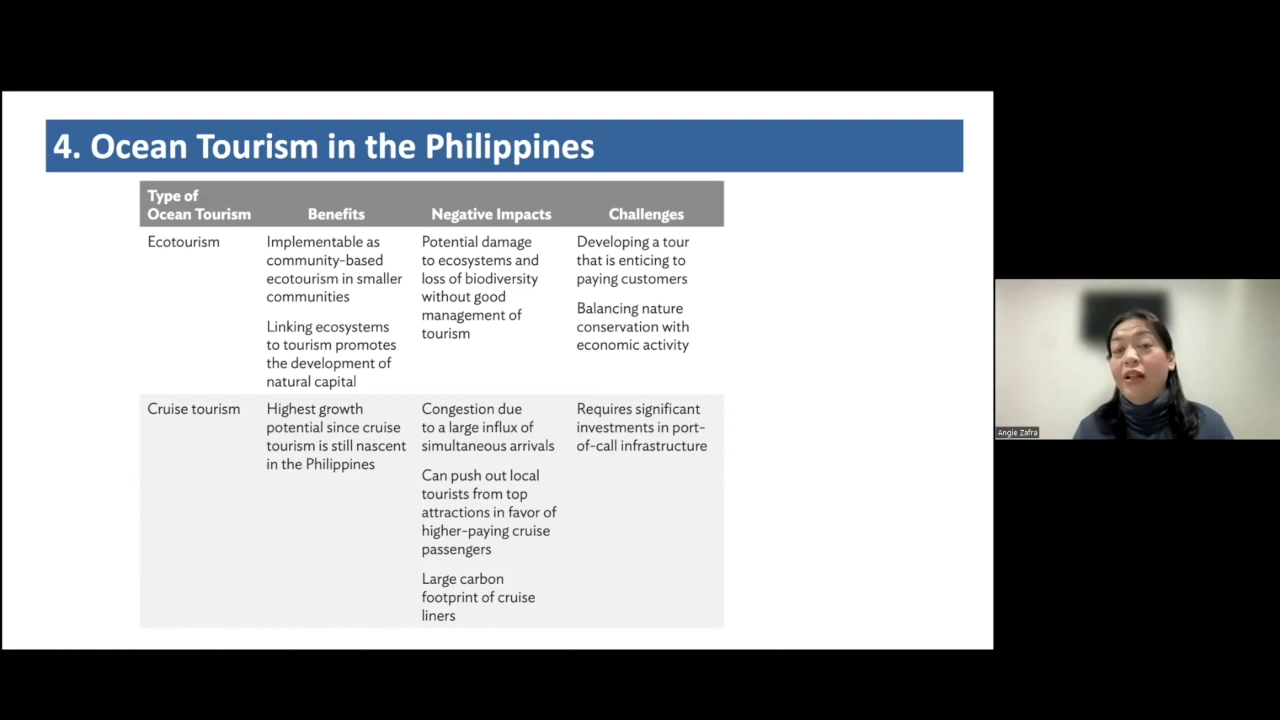 4. Ocean Tourism in the Philippines
Type of
Ocean Tourism
Benefits
Negative Impacts
Challenges
Ecotourism
Implementable as
community-based
ecotourism in smaller
communities
Linking ecosystems
to tourism promotes
the development of
natural capital
Potential damage
to ecosystems and
loss of biodiversity
without good
management of
tourism
Developing a tour
that is enticing to
paying customers
Balancing nature
conservation with
economic activity
Cruise tourism
Highest growth
potential since cruise
tourism is still nascent
in the Philippines
Congestion due
to a large influx of
simultaneous arrivals
Can push out local
tourists from top
attractions in favor of
higher-paying cruise
passengers
Large carbon
footprint of cruise
liners
Requires significant
investments in port-
of-call infrastructure
Angie Zafra